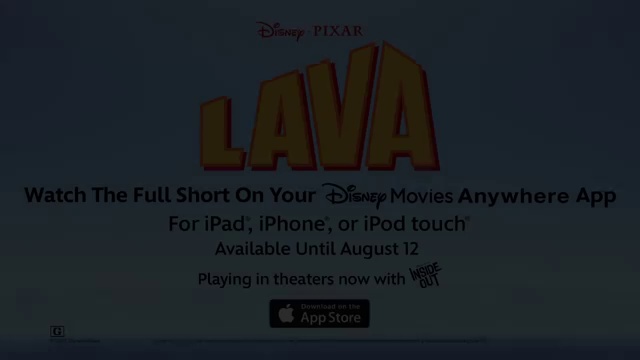 Disney · PIXAR
LAVA
Watch The Full Short On Your Disney Movies Anywhere App
For iPad®, iPhone®, or iPod touch®
Available Until August 12
Playing in theaters now with INSIDE OUT
Download on the
App Store
G